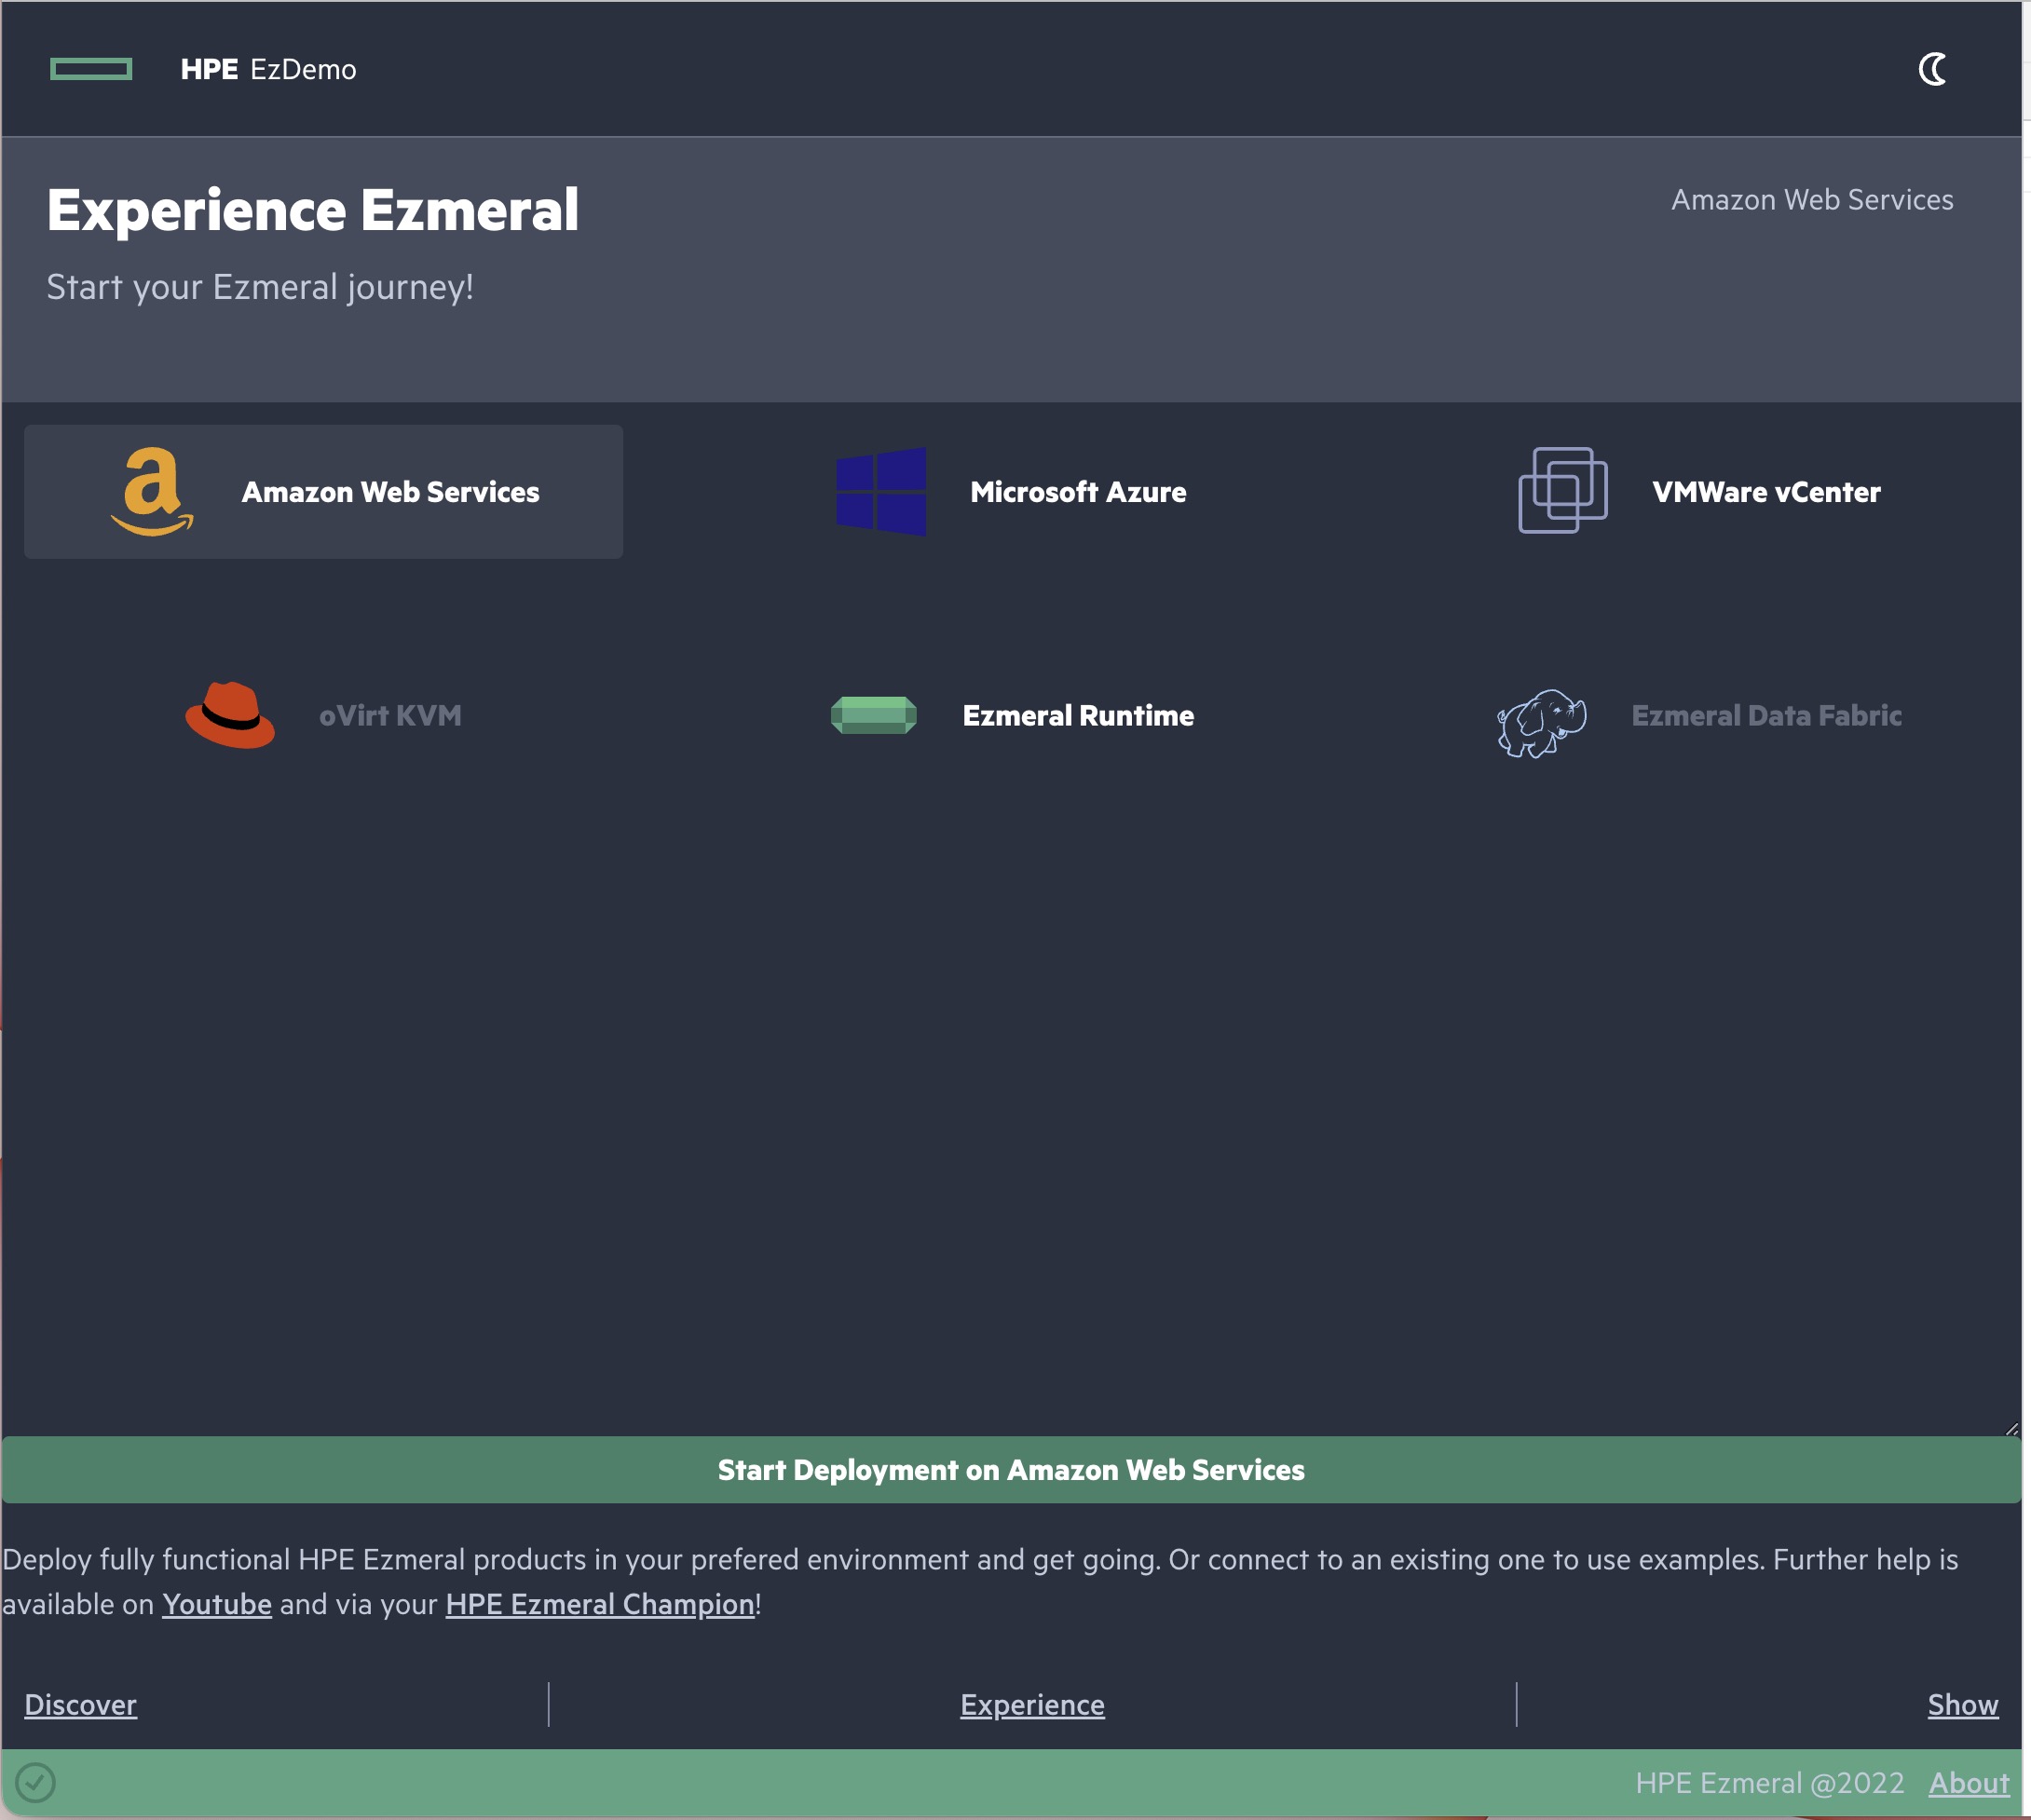 HPE EzDemo
Experience Ezmeral
Amazon Web Services
Start your Ezmeral journey!
Amazon Web Services
Microsoft Azure
VMWare vCenter
oVirt KVM
Ezmeral Runtime
Ezmeral Data Fabric
Start Deployment on Amazon Web Services
Deploy fully functional HPE Ezmeral products in your prefered environment and get going. Or connect to an existing one to use examples. Further help is
available on Youtube and via your HPE Ezmeral Champion!
Discover
Experience
Show
HPE Ezmeral @2022 About